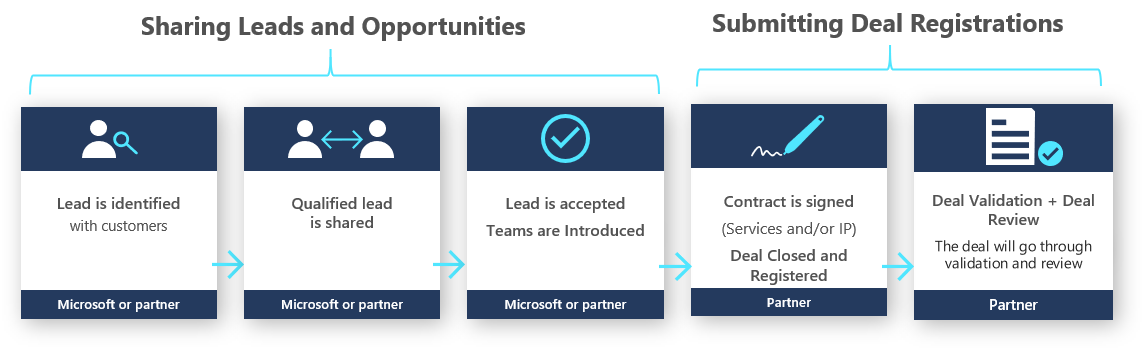 Sharing Leads and Opportunities
Submitting Deal Registrations
Lead is identified
with customers
Microsoft or partner
Qualified lead
is shared
Microsoft or partner
Lead is accepted
Teams are Introduced
Microsoft or partner
Contract is signed
(Services and/or IP)
Deal Closed and
Registered
Partner
Deal Validation + Deal
Review
The deal will go through
validation and review
Partner